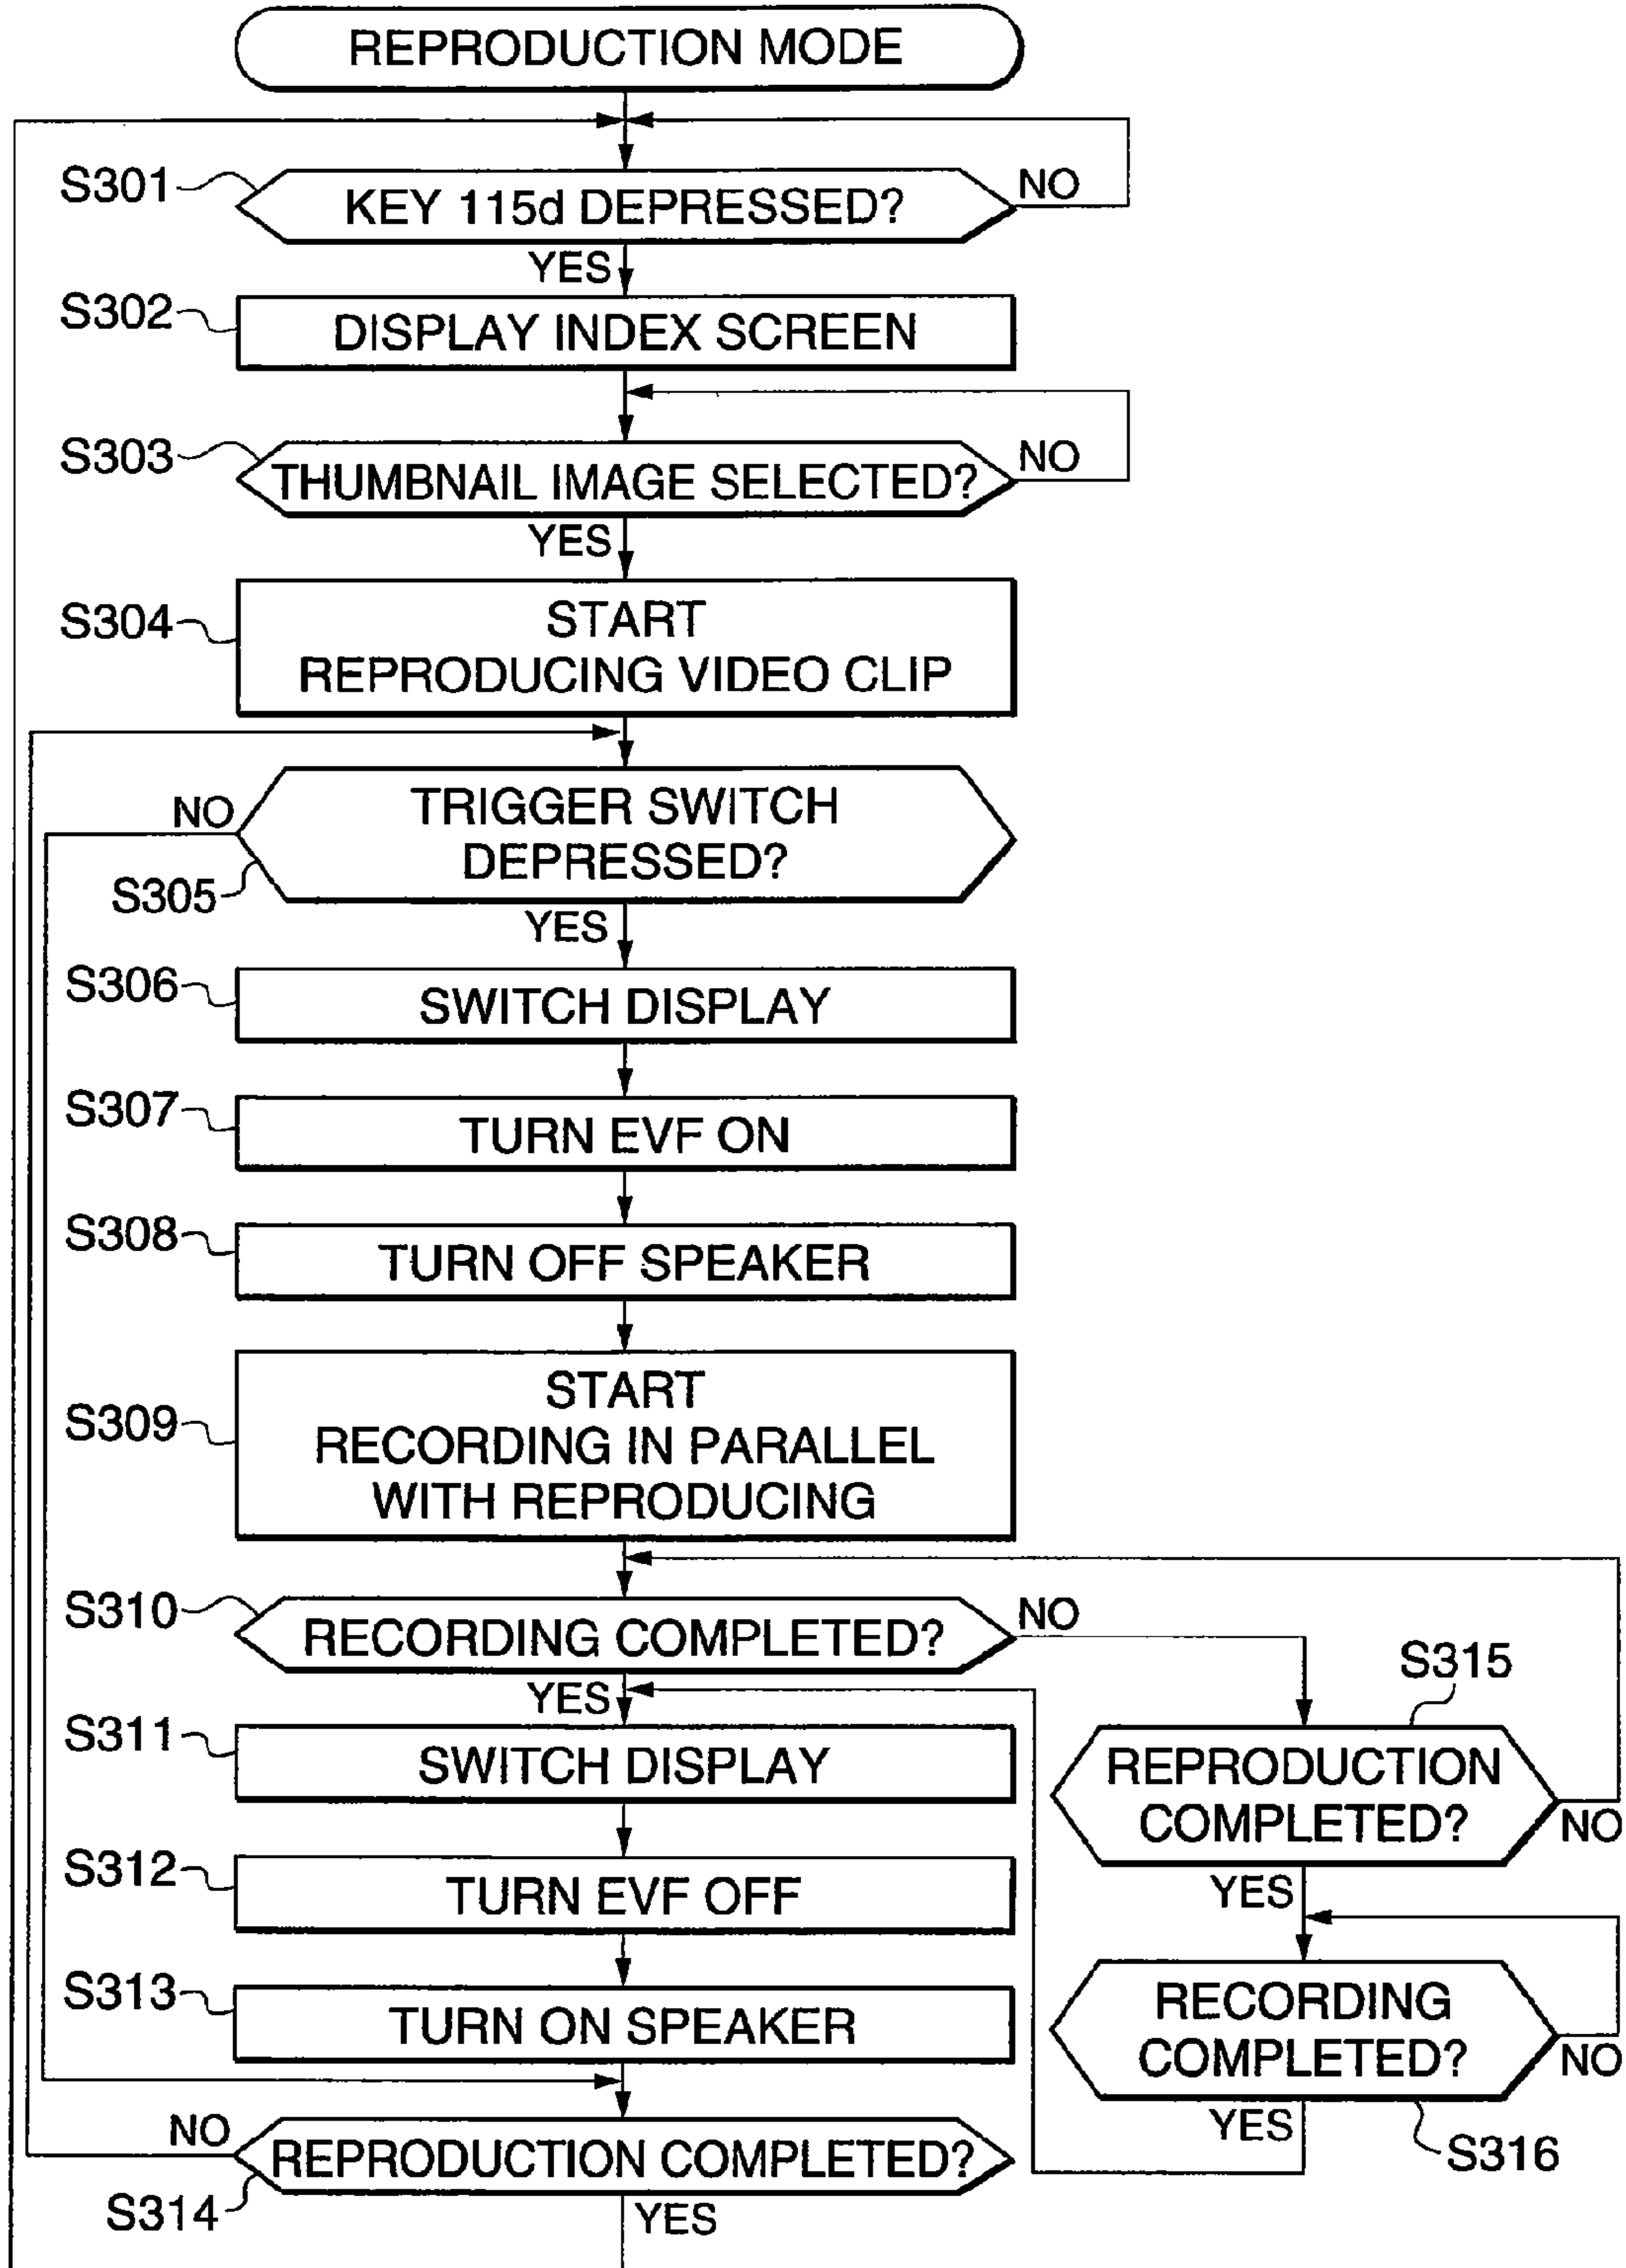 REPRODUCTION MODE
S301
KEY 115d DEPRESSED?
NO
YES
S302
DISPLAY INDEX SCREEN
S303
THUMBNAIL IMAGE SELECTED?
NO
YES
S304
START
REPRODUCING VIDEO CLIP
NO
TRIGGER SWITCH
DEPRESSED?
S305
YES
S306
SWITCH DISPLAY
S307
TURN EVF ON
S308
TURN OFF SPEAKER
S309
START
RECORDING IN PARALLEL
WITH REPRODUCING
S310
RECORDING COMPLETED?
NO
YES
S311
SWITCH DISPLAY
S315
REPRODUCTION
COMPLETED?
NO
YES
S312
TURN EVF OFF
S313
TURN ON SPEAKER
RECORDING
COMPLETED?
NO
YES
S316
NO
REPRODUCTION COMPLETED?
S314
YES